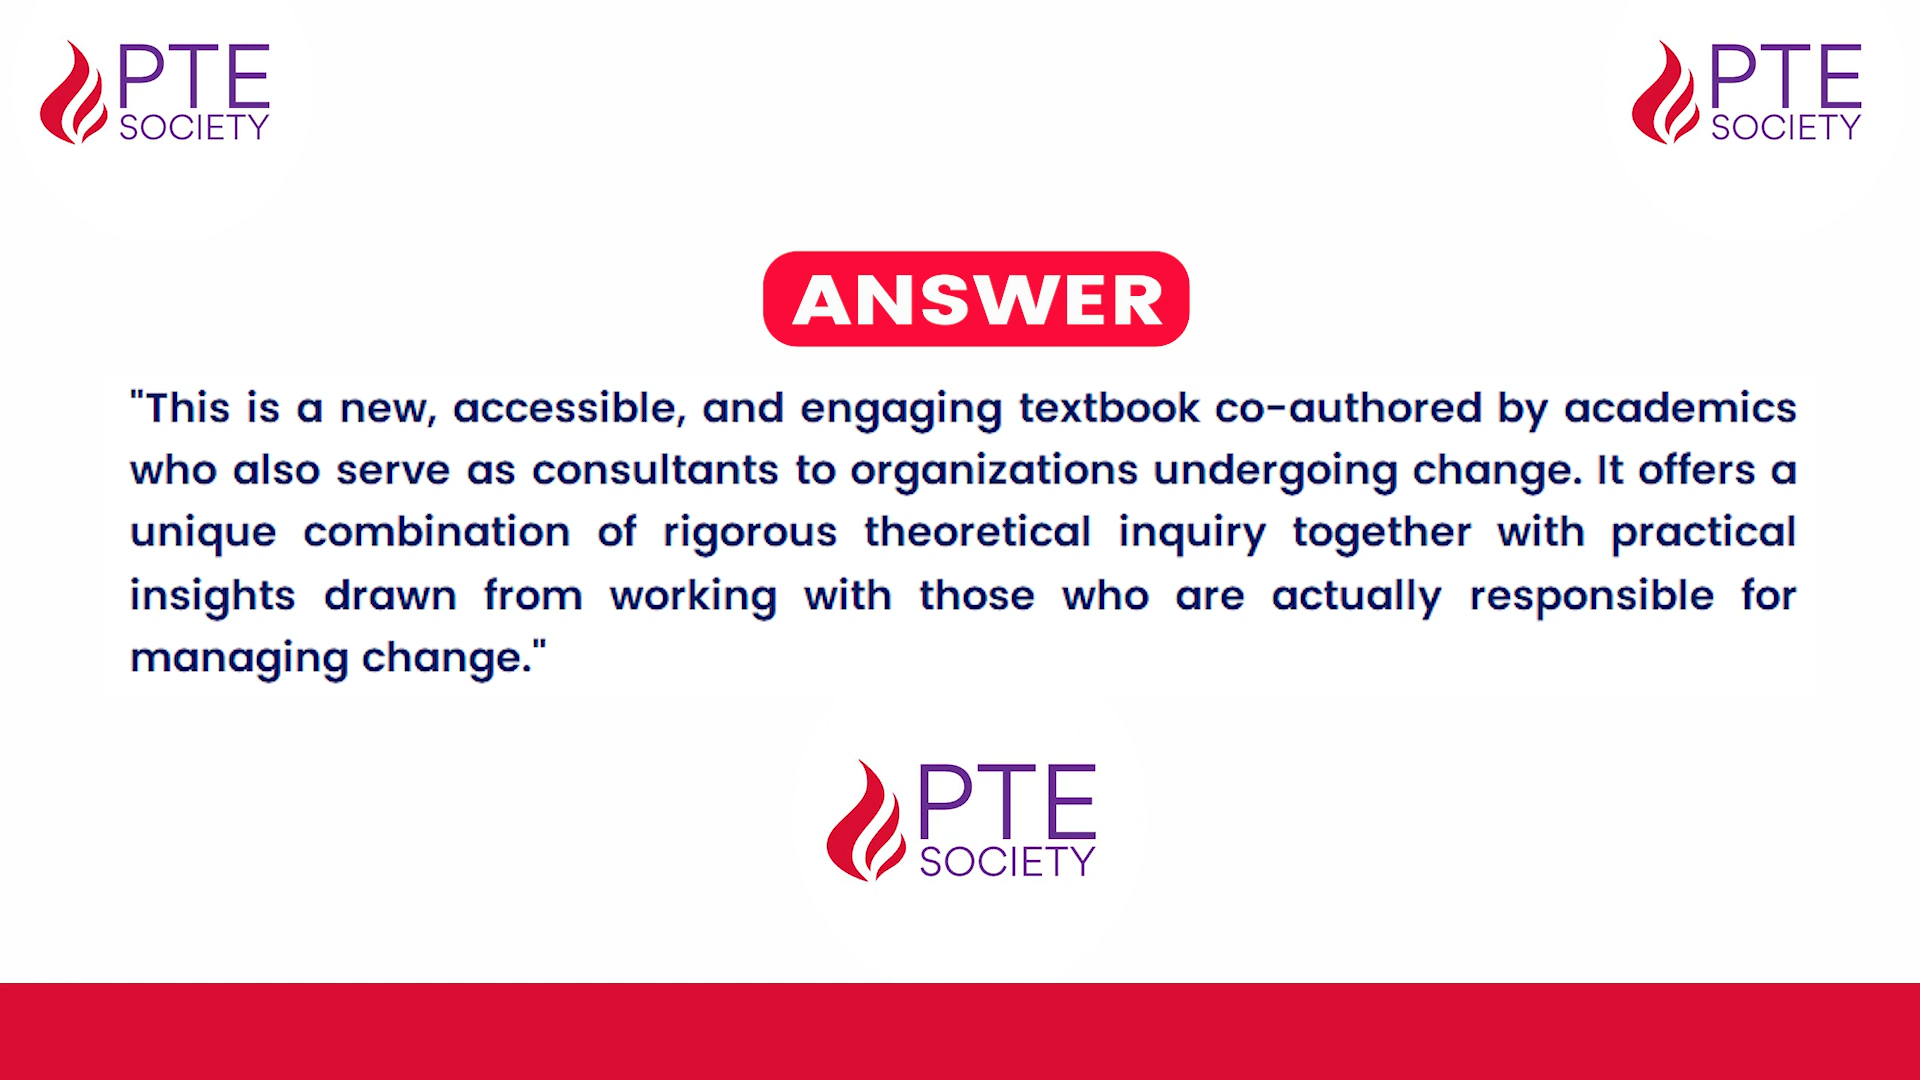 PTE
SOCIETY
PTE
SOCIETY
ANSWER
"This is a new, accessible, and engaging textbook co-authored by academics
who also serve as consultants to organizations undergoing change. It offers a
unique combination of rigorous theoretical inquiry together with practical
insights drawn from working with those who are actually responsible for
managing change."
PTE
SOCIETY